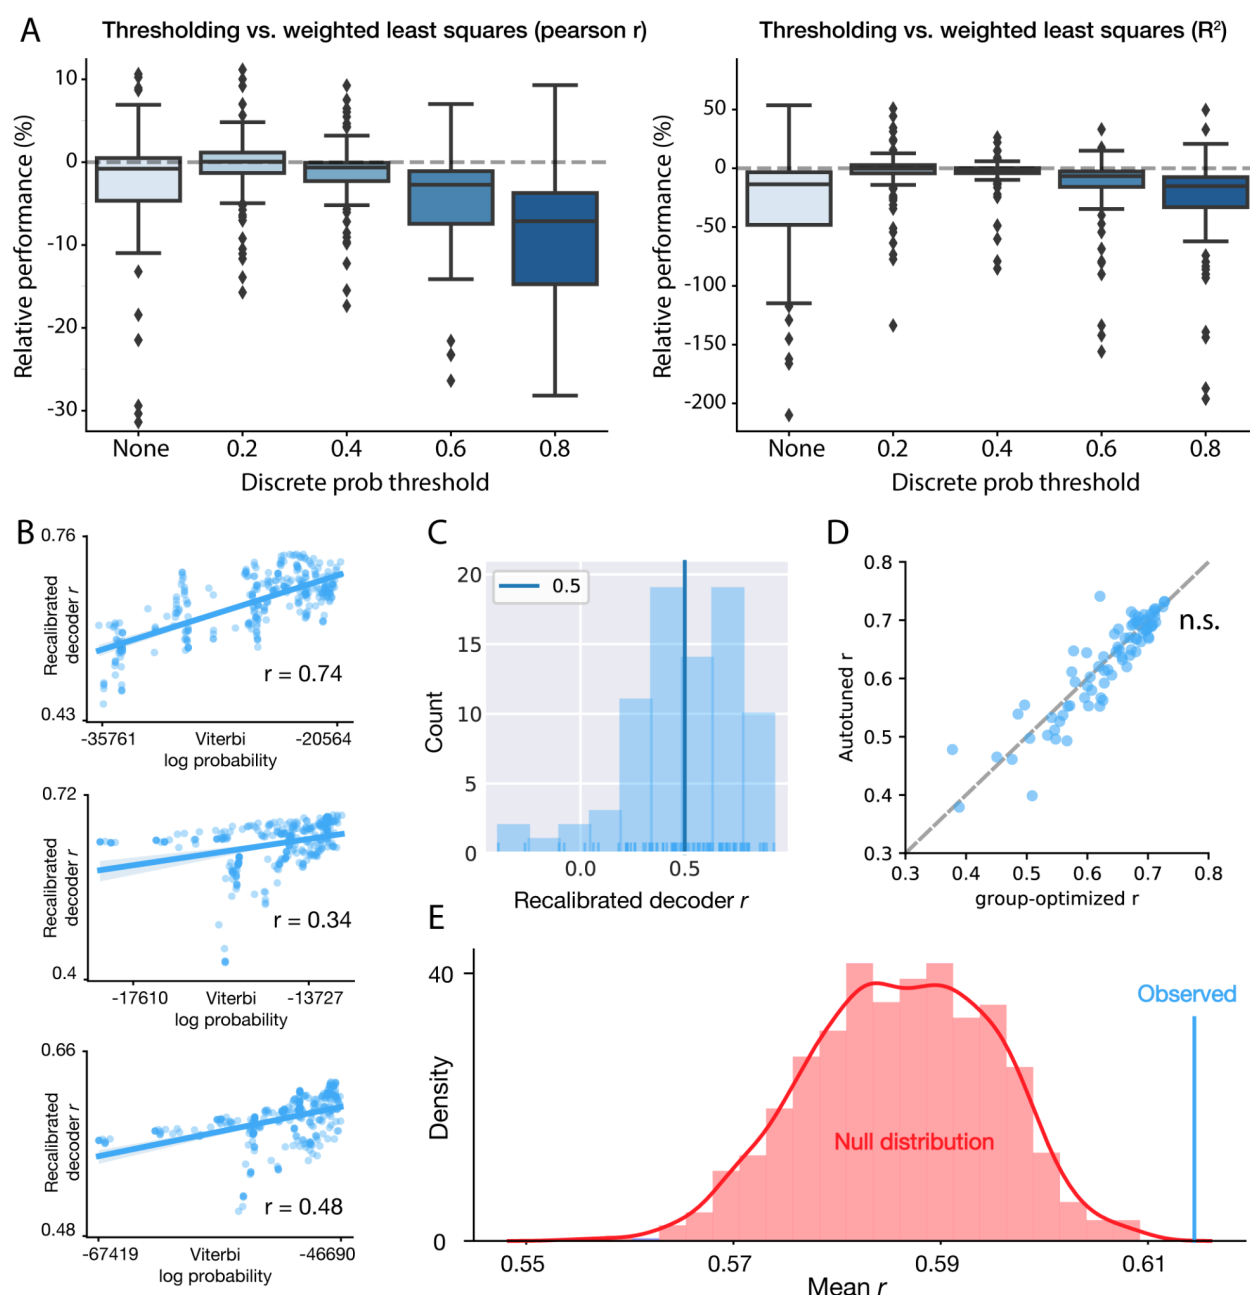 A
Thresholding vs. weighted least squares (pearson r)
Relative performance (%)
10
0
-10
-20
-30
None 0.2 0.4 0.6 0.8
Discrete prob threshold
Thresholding vs. weighted least squares (R²)
Relative performance (%)
50
0
-50
-100
-150
-200
None 0.2 0.4 0.6 0.8
Discrete prob threshold
B
0.76
Recalibrated
decoder r
0.43
r = 0.74
-35761 Viterbi -20564
log probability
0.72
Recalibrated
decoder r
0.4
r = 0.34
-17610 Viterbi -13727
log probability
0.66
Recalibrated
decoder r
0.48
r = 0.48
-67419 Viterbi -46690
log probability
C
0.5
Count
20
15
10
5
0
0.0 0.5
Recalibrated decoder r
D
Autotuned r
0.8
0.7
0.6
0.5
0.4
0.3
n.s.
0.3 0.4 0.5 0.6 0.7 0.8
group-optimized r
E
Density
40
0
Observed
Null distribution
0.55 0.57 0.59 0.61
Mean r